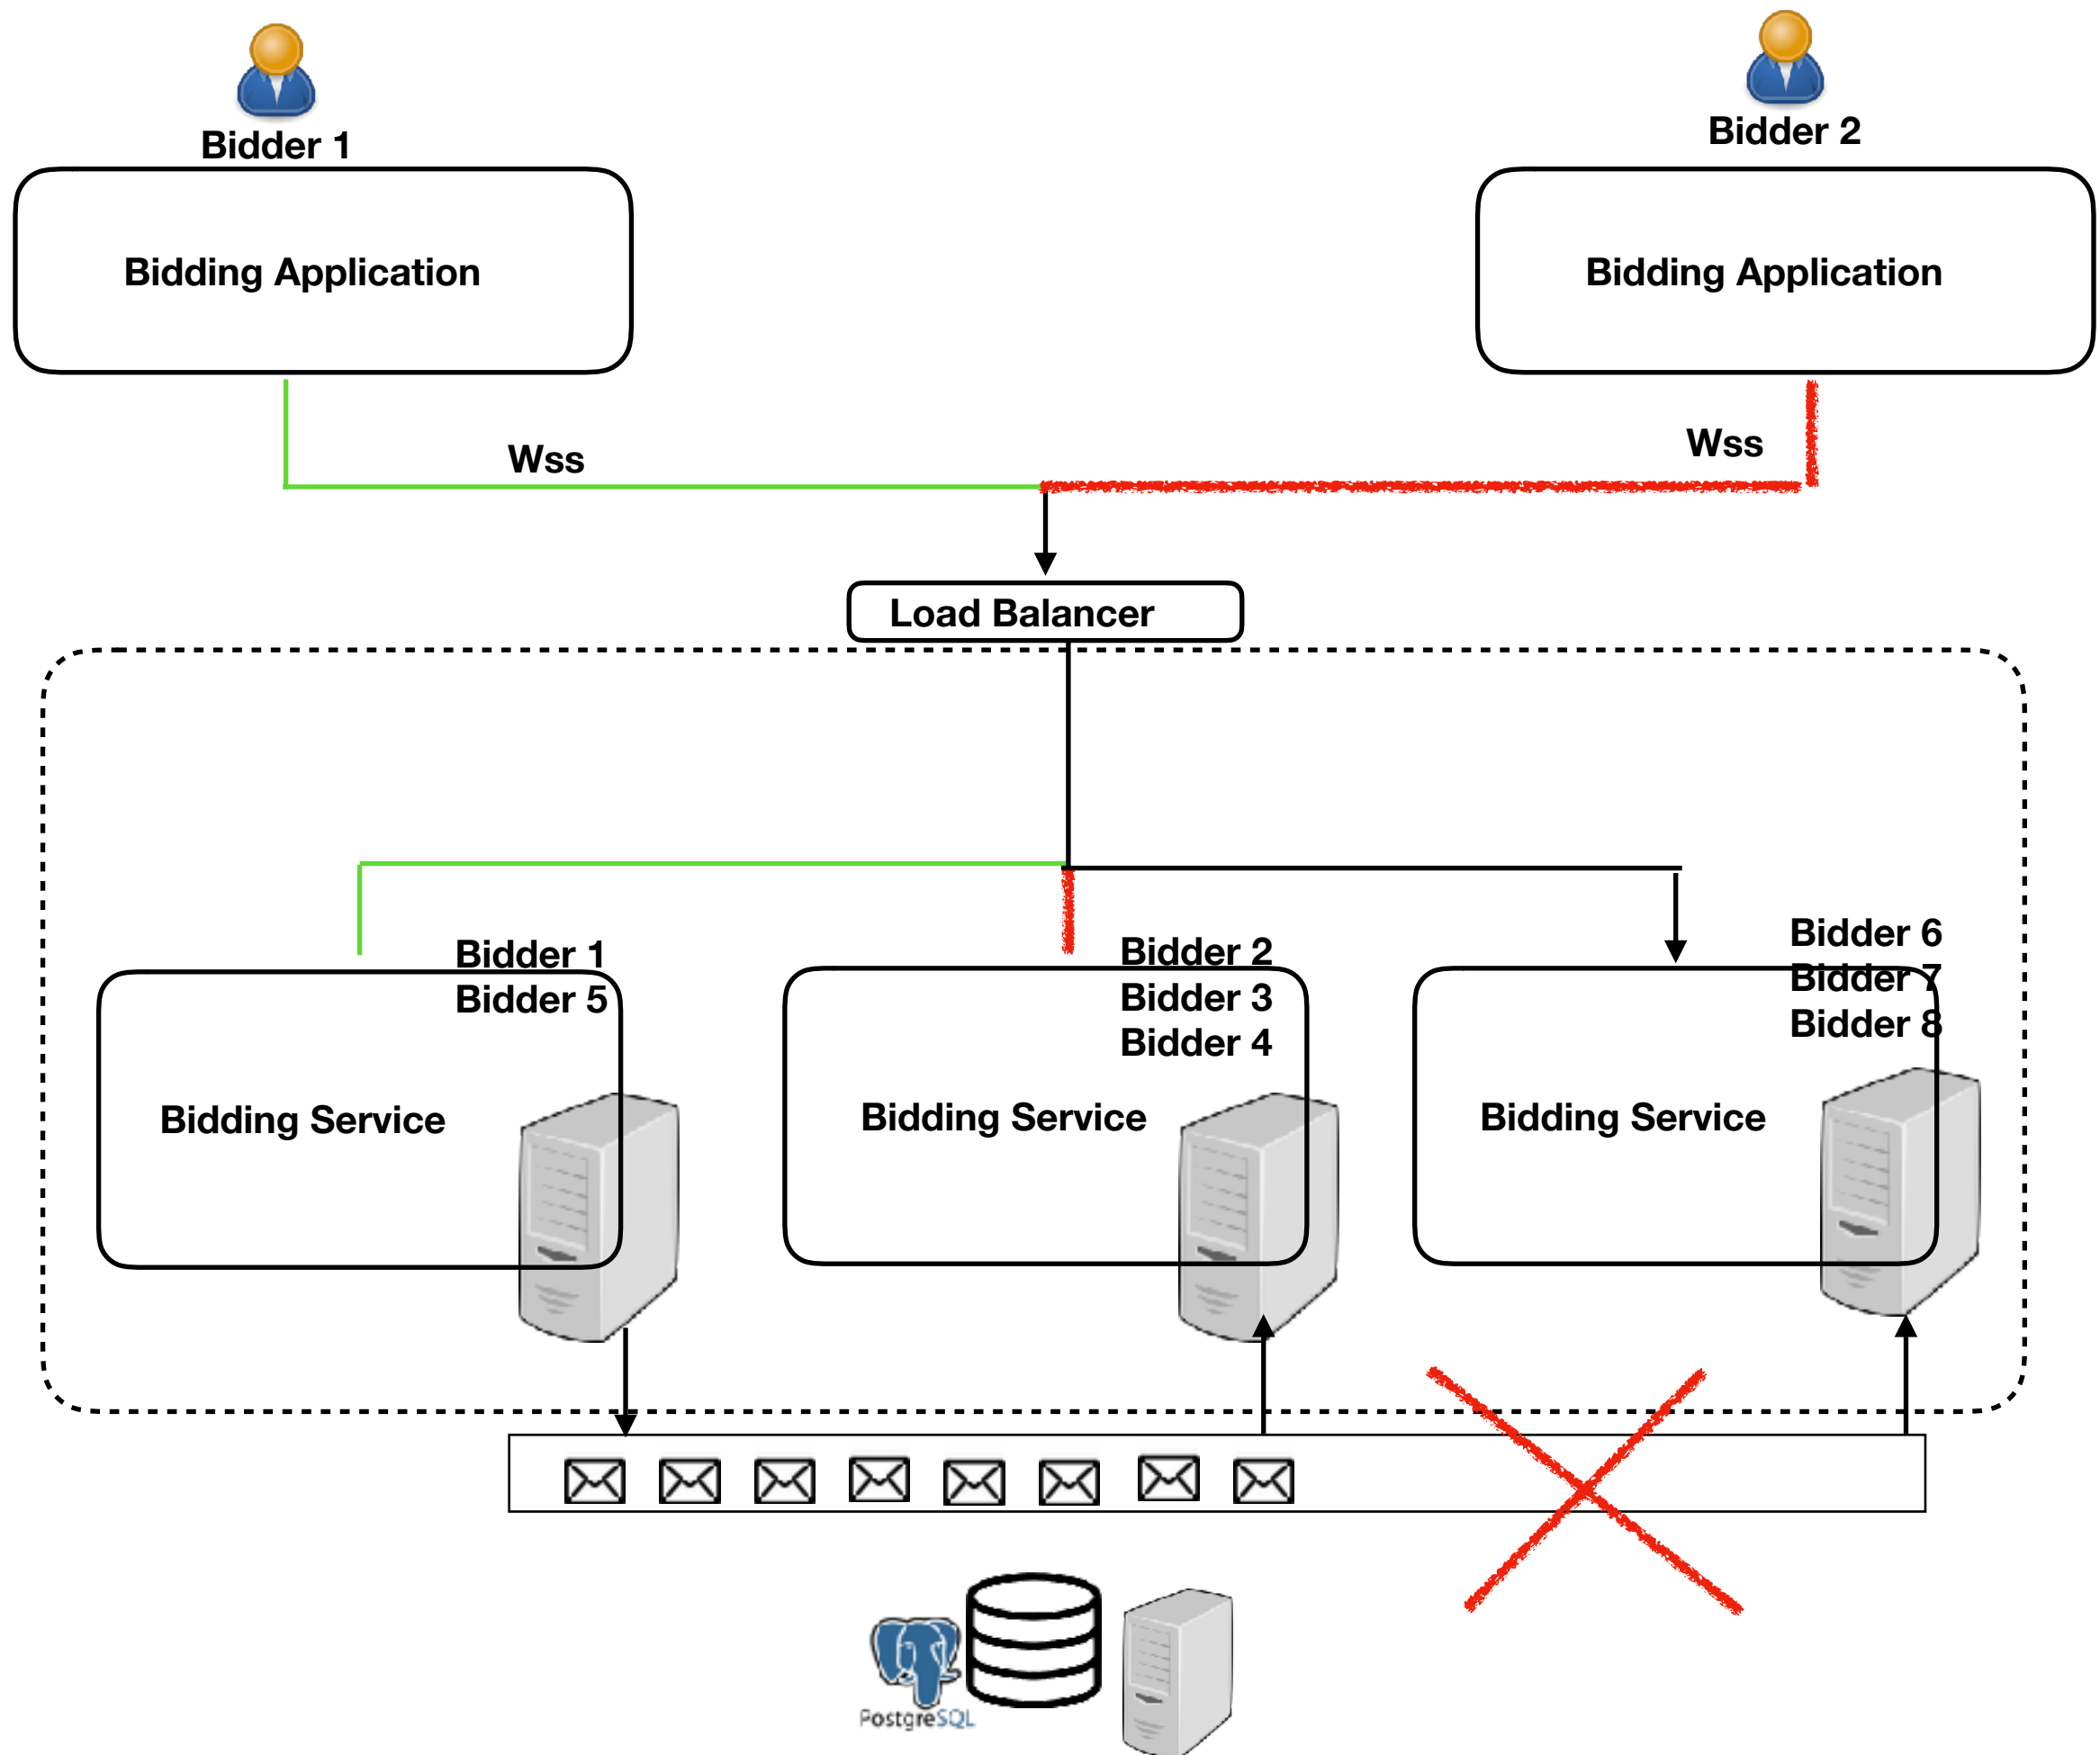 Bidder 1
Bidder 2
Bidding Application
Bidding Application
Wss
Wss
Load Balancer
Bidder 1
Bidder 5
Bidder 2
Bidder 3
Bidder 4
Bidder 6
Bidder 7
Bidder 8
Bidding Service
Bidding Service
Bidding Service
PostgreSQL